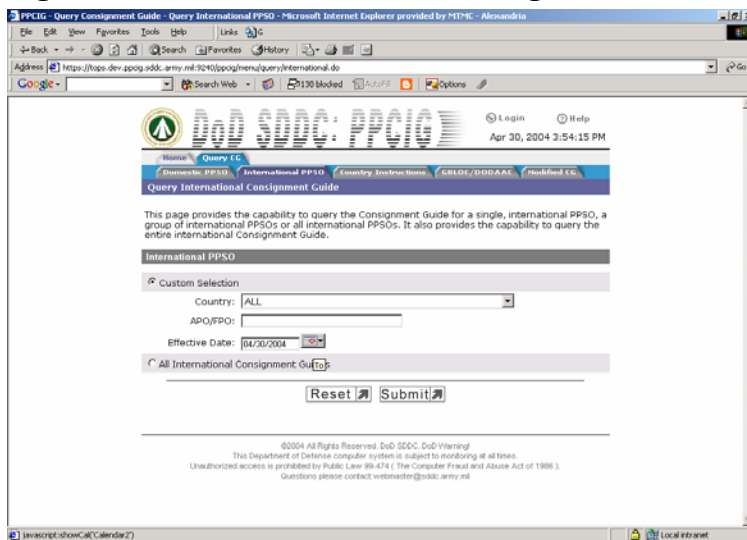 PPCIG - Query Consignment Guide - Query International PPSO - Microsoft Internet Explorer provided by MTMC - Alexandria
File Edit View Favorites Tools Help Links G
Back Search Favorites History
Address https://tops.dev.ppcig.sddc.army.mil:9240/ppcig/menu/query/international.do Go
Google Search Web 130 blocked AutoFill Options
DoD SDDC: PPCIG
Login Help
Apr 30, 2004 3:54:15 PM
Home Query CG
Domestic PPSO International PPSO Country Instructions GBLOC/DODAAC Modified CG
Query International Consignment Guide
This page provides the capability to query the Consignment Guide for a single, international PPSO, a
group of international PPSOs or all international PPSOs. It also provides the capability to query the
entire international Consignment Guide.
International PPSO
Custom Selection
Country: ALL
APO/FPO:
Effective Date: 04/30/2004
All International Consignment Gui To s
Reset Submit
©2004 All Rights Reserved. DoD SDDC. DoD Warning!
This Department of Defense computer system is subject to monitoring at all times.
Unauthorized access is prohibited by Public Law 99-474 ( The Computer Fraud and Abuse Act of 1986 ).
Questions please contact webmaster@sddc.army.mil
javascript:showCal('Calendar2') Local intranet